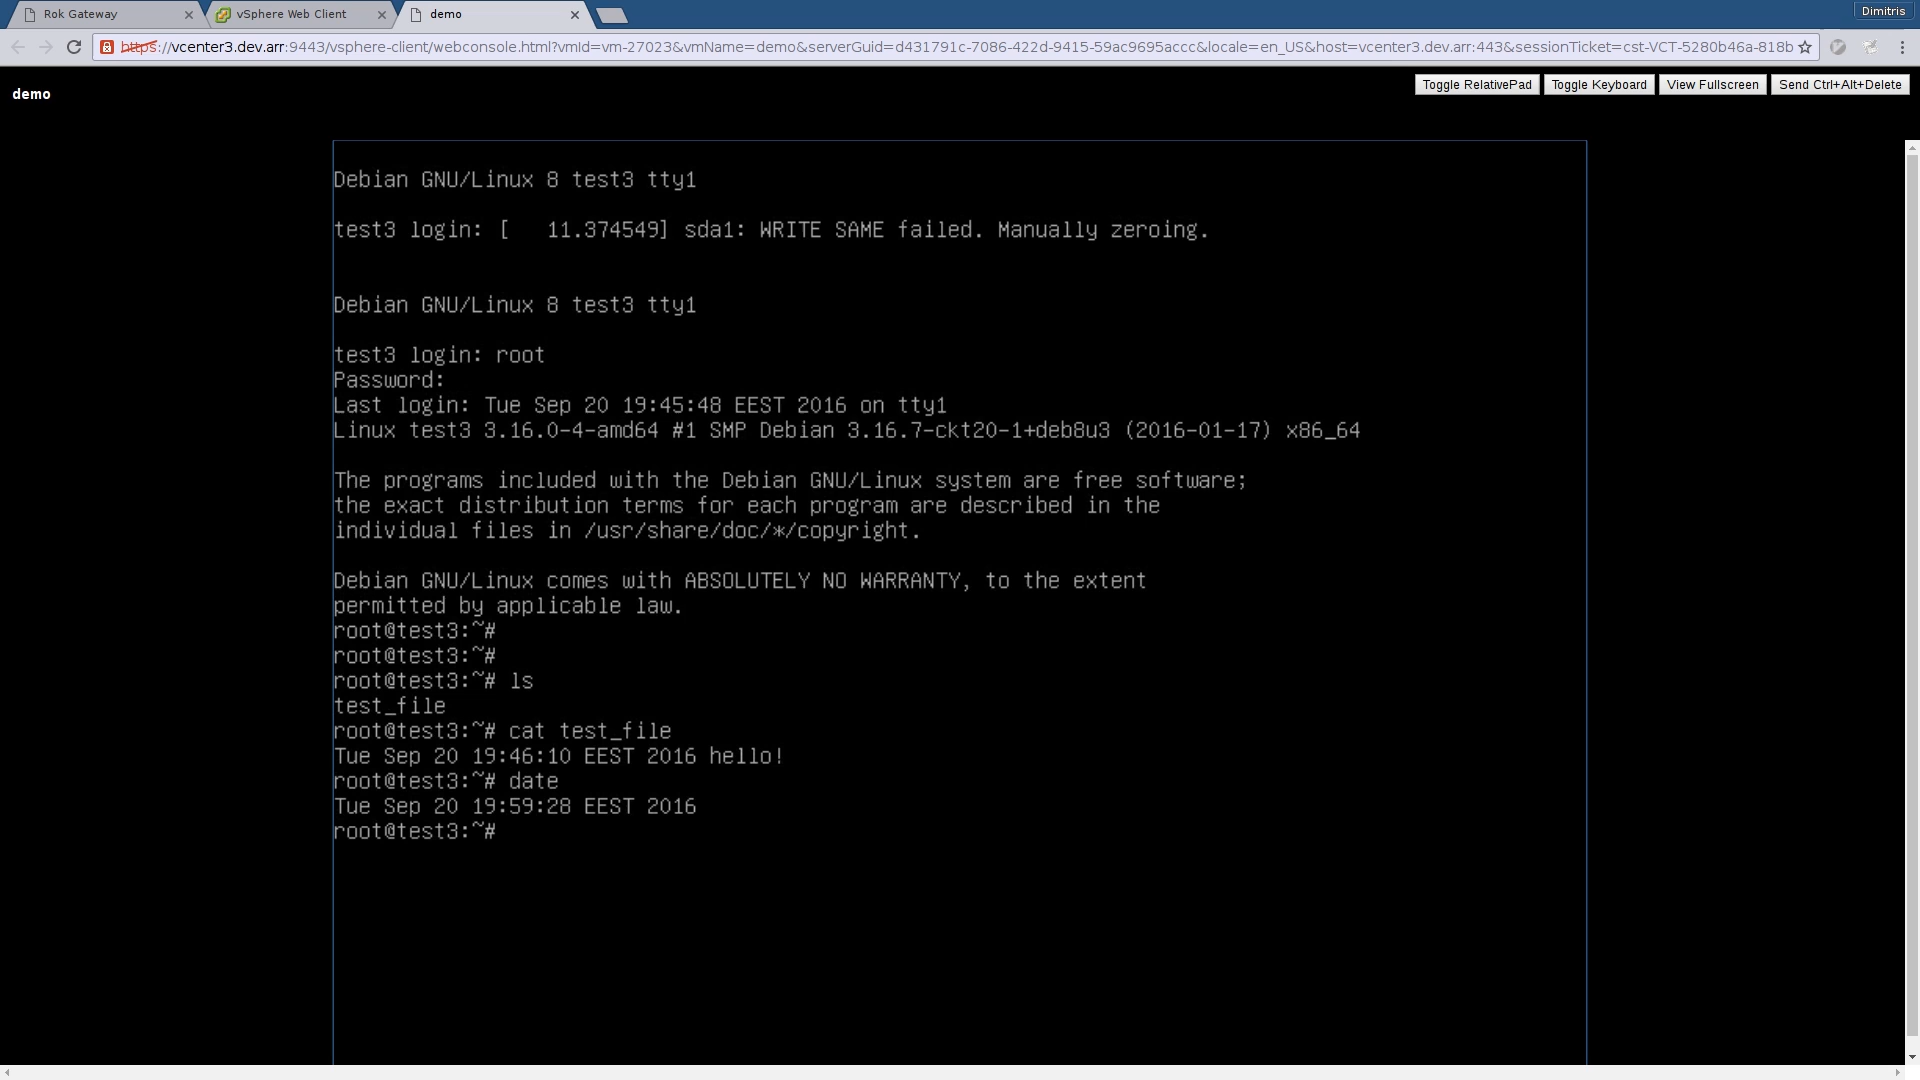 Rok Gateway
vSphere Web Client
demo
Dimitris
https://vcenter3.dev.arr:9443/vsphere-client/webconsole.html?vmId=vm-27023&vmName=demo&serverGuid=d431791c-7086-422d-9415-59ac9695accc&locale=en_US&host=vcenter3.dev.arr:443&sessionTicket=cst-VCT-5280b46a-818b
demo
Toggle RelativePad
Toggle Keyboard
View Fullscreen
Send Ctrl+Alt+Delete
Debian GNU/Linux 8 test3 tty1
test3 login: [   11.374549] sda1: WRITE SAME failed. Manually zeroing.
Debian GNU/Linux 8 test3 tty1
test3 login: root
Password:
Last login: Tue Sep 20 19:45:48 EEST 2016 on tty1
Linux test3 3.16.0-4-amd64 #1 SMP Debian 3.16.7-ckt20-1+deb8u3 (2016-01-17) x86_64
The programs included with the Debian GNU/Linux system are free software;
the exact distribution terms for each program are described in the
individual files in /usr/share/doc/*/copyright.
Debian GNU/Linux comes with ABSOLUTELY NO WARRANTY, to the extent
permitted by applicable law.
root@test3:~#
root@test3:~#
root@test3:~# ls
test_file
root@test3:~# cat test_file
Tue Sep 20 19:46:10 EEST 2016 hello!
root@test3:~# date
Tue Sep 20 19:59:28 EEST 2016
root@test3:~#